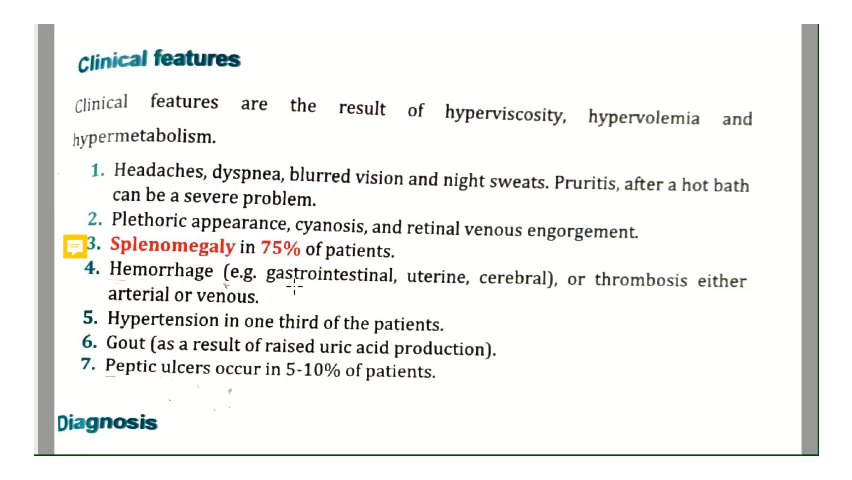 Clinical features
Clinical features are the result of hyperviscosity, hypervolemia and
hypermetabolism.
1. Headaches, dyspnea, blurred vision and night sweats. Pruritis, after a hot bath
can be a severe problem.
2. Plethoric appearance, cyanosis, and retinal venous engorgement.
3. Splenomegaly in 75% of patients.
4. Hemorrhage (e.g. gastrointestinal, uterine, cerebral), or thrombosis either
arterial or venous.
5. Hypertension in one third of the patients.
6. Gout (as a result of raised uric acid production).
7. Peptic ulcers occur in 5-10% of patients.
Diagnosis